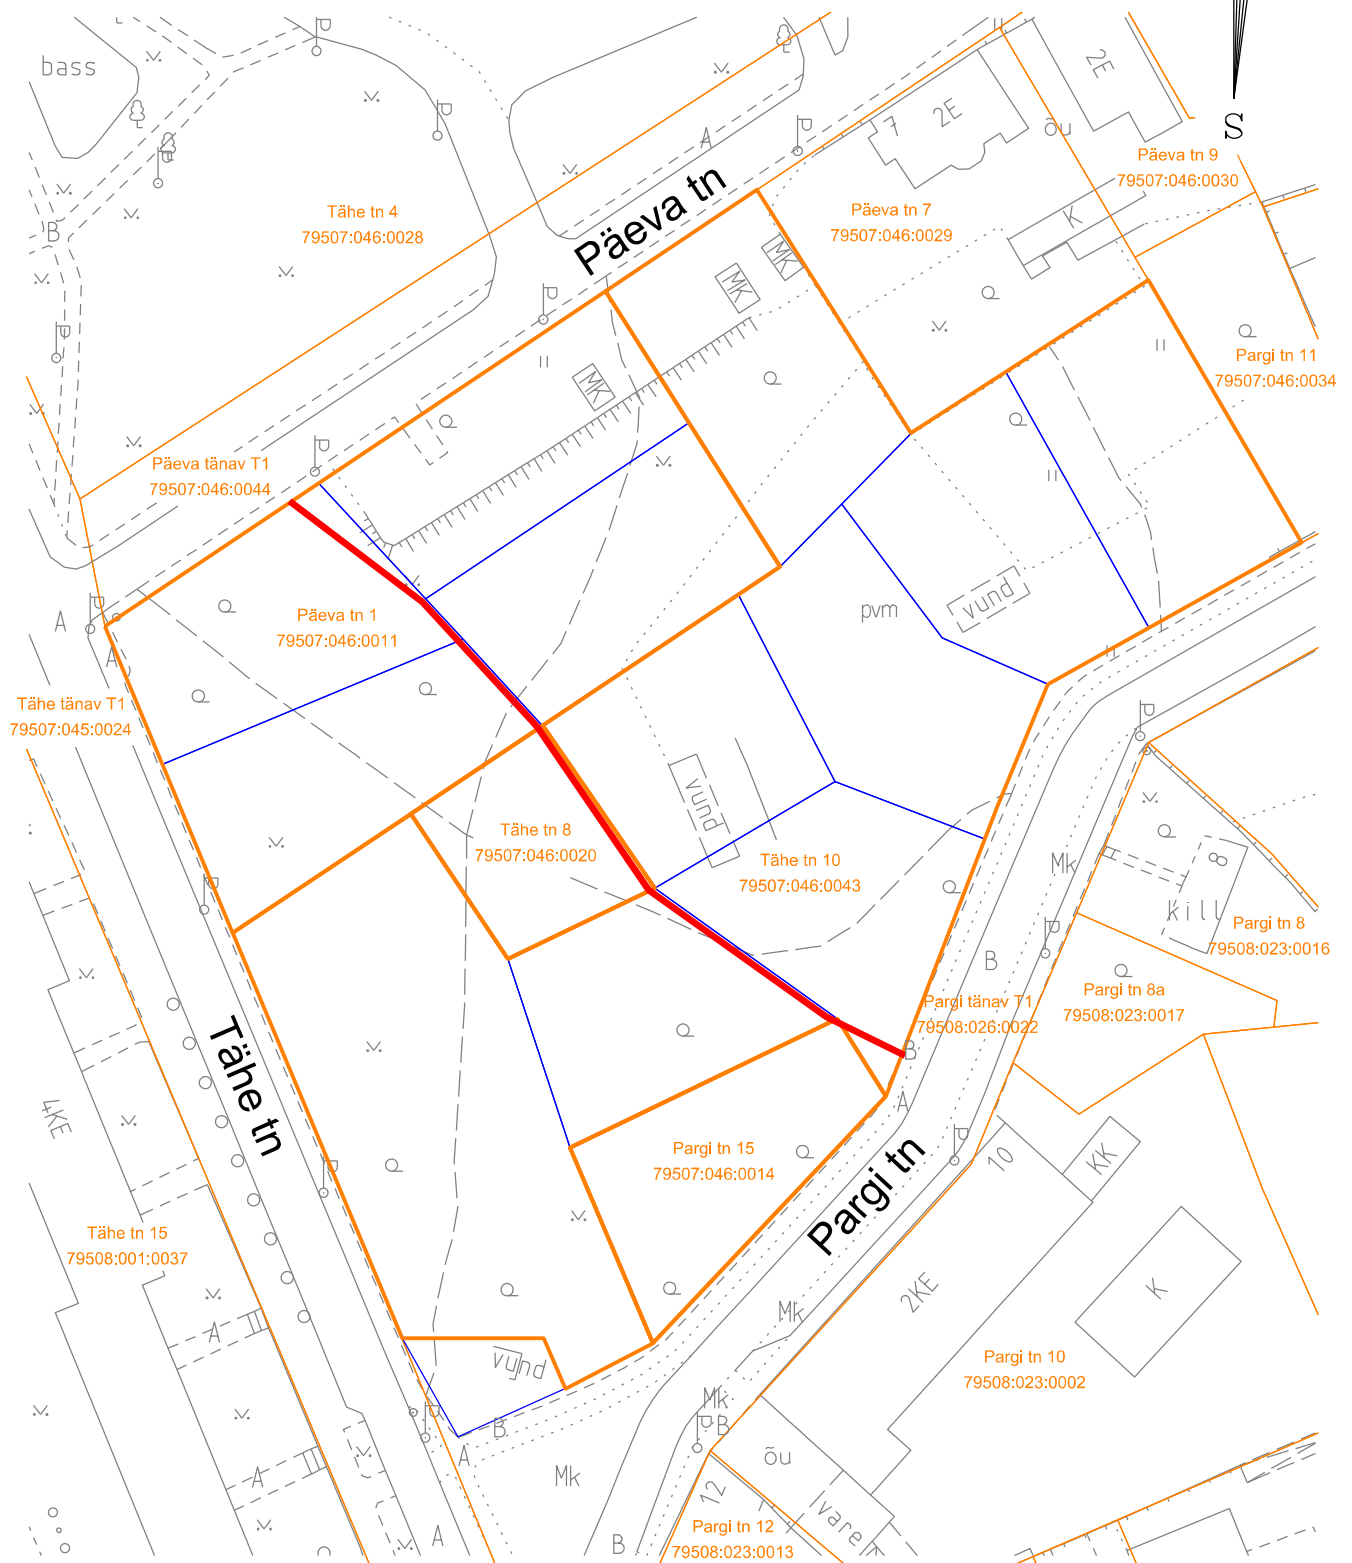 bass
P
P
P
A
P
7
2E
2E
õu
S
Päeva tn 9
79507:046:0030
Päeva tn
Tähe tn 4
79507:046:0028
Päeva tn 7
79507:046:0029
B
K
MK
MK
P
P
MK
Pargi tn 11
79507:046:0034
P
Päeva tänav T1
79507:046:0044
A
P
A
Päeva tn 1
79507:046:0011
pvm
vund
Tähe tänav T1
79507:045:0024
P
vund
Tähe tn 8
79507:046:0020
Tähe tn 10
79507:046:0043
Mk
8
kill
P
Pargi tn 8
79508:023:0016
P
B
Pargi tänav T1
79508:026:0022
Pargi tn 8a
79508:023:0017
B
Tähe tn
4KE
A
Pargi tn 15
79507:046:0014
Pargi tn
P
10
KK
P
Tähe tn 15
79508:001:0037
2KE
K
A
Mk
vund
Pargi tn 10
79508:023:0002
Mk
P
B
P
B
A
A
Mk
õu
A
12
varem
B
Pargi tn 12
79508:023:0013